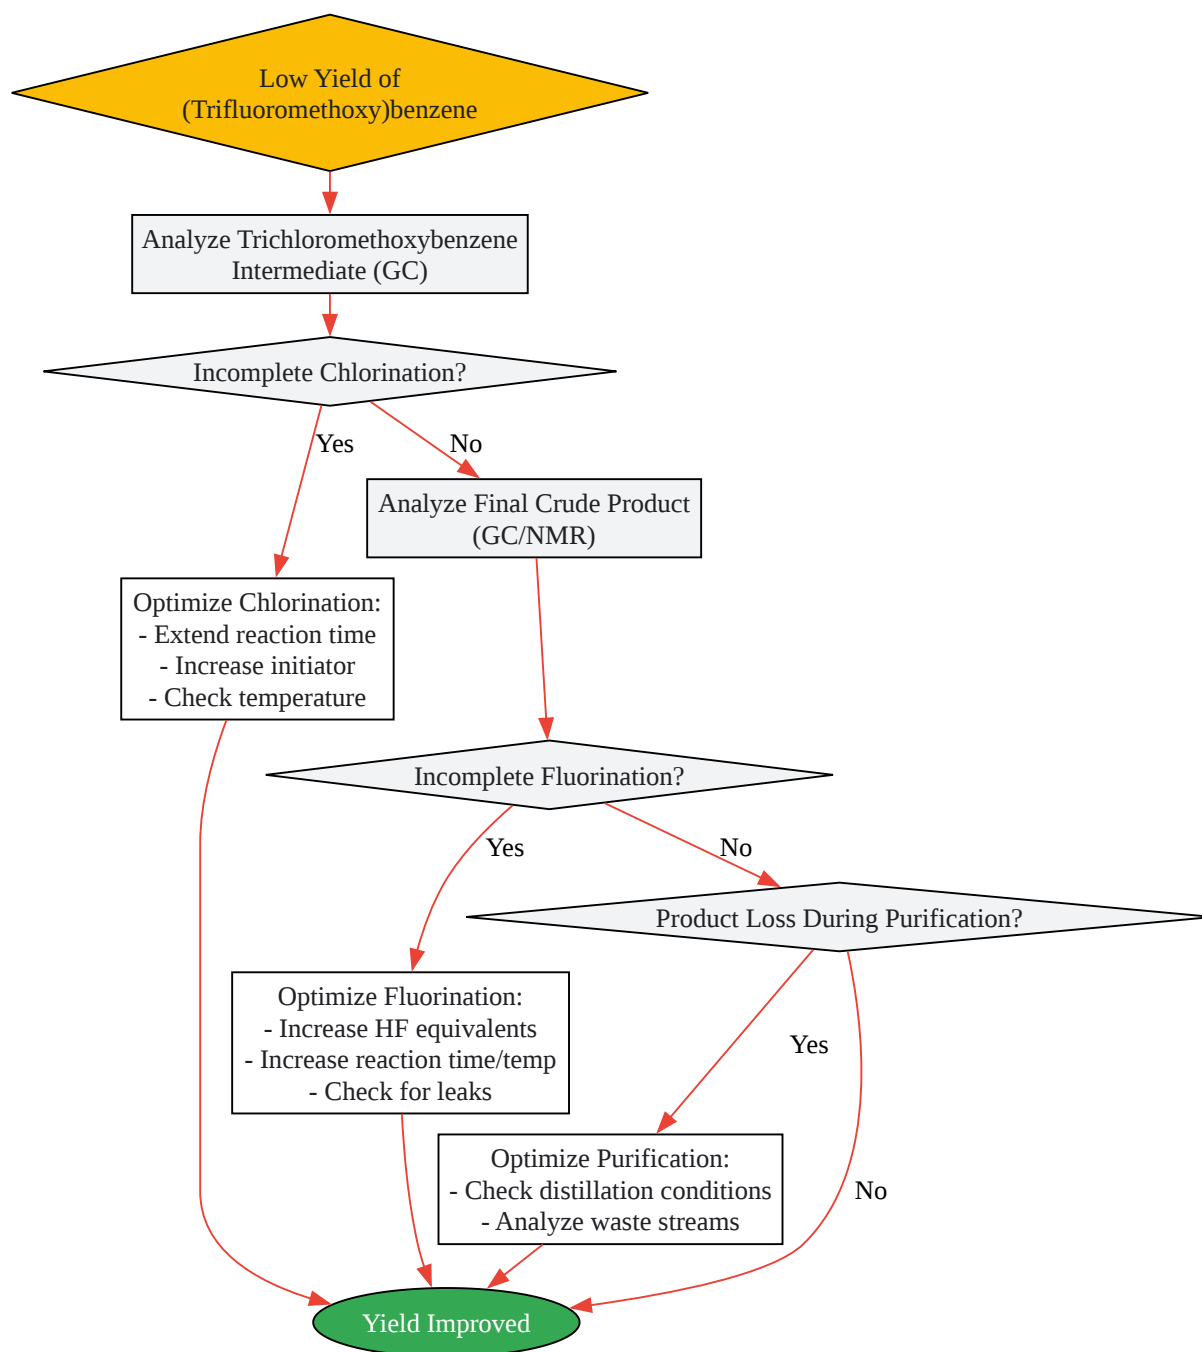 Low Yield of
(Trifluoromethoxy)benzene
Analyze Trichloromethoxybenzene
Intermediate (GC)
Incomplete Chlorination?
Yes
No
Analyze Final Crude Product
(GC/NMR)
Optimize Chlorination:
- Extend reaction time
- Increase initiator
- Check temperature
Incomplete Fluorination?
Yes
No
Product Loss During Purification?
Optimize Fluorination:
- Increase HF equivalents
- Increase reaction time/temp
- Check for leaks
Yes
Optimize Purification:
- Check distillation conditions
- Analyze waste streams
No
Yield Improved